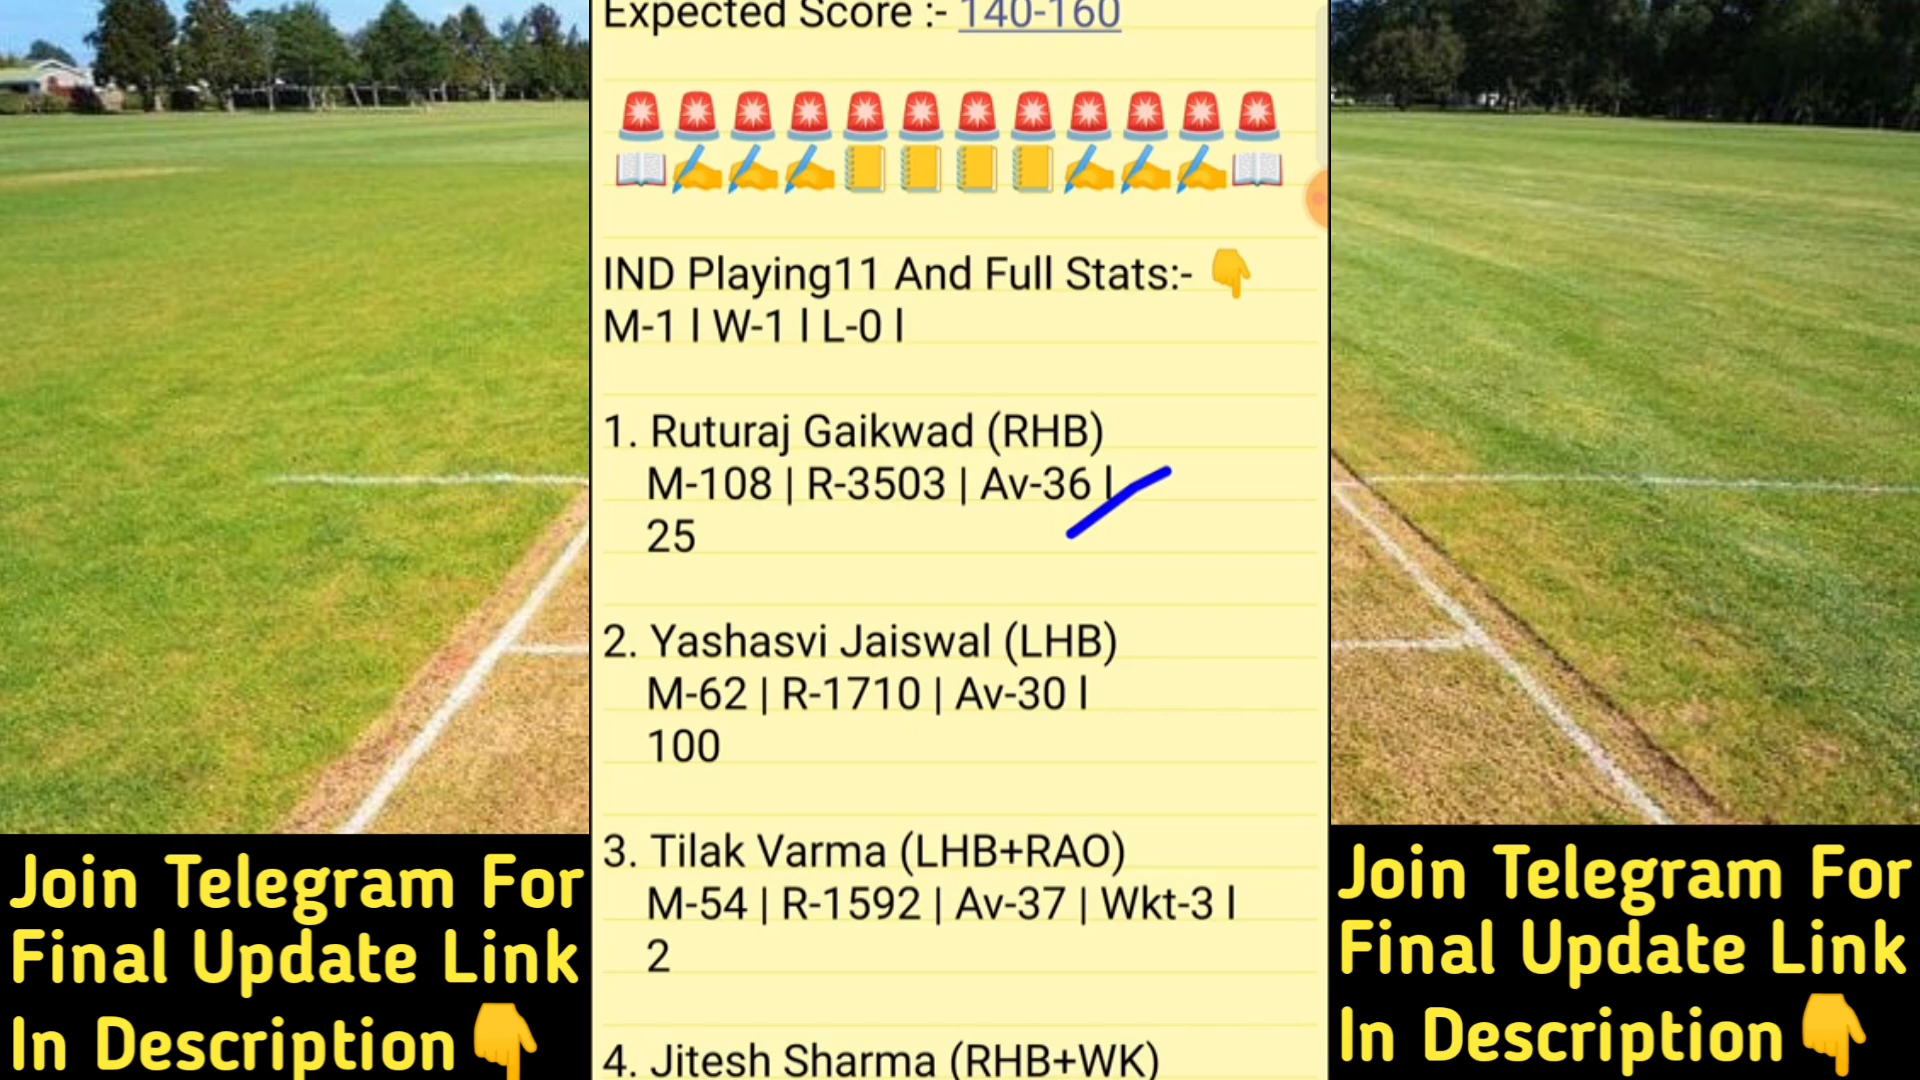 Expected Score :- 140-160
IND Playing11 And Full Stats:- 👇
M-1 l W-1 l L-0 l
1. Ruturaj Gaikwad (RHB)
M-108 | R-3503 | Av-36 l
25
2. Yashasvi Jaiswal (LHB)
M-62 | R-1710 | Av-30 l
100
3. Tilak Varma (LHB+RAO)
M-54 | R-1592 | Av-37 | Wkt-3 l
2
4. Jitesh Sharma (RHB+WK)
Join Telegram For
Final Update Link
In Description👇
Join Telegram For
Final Update Link
In Description👇